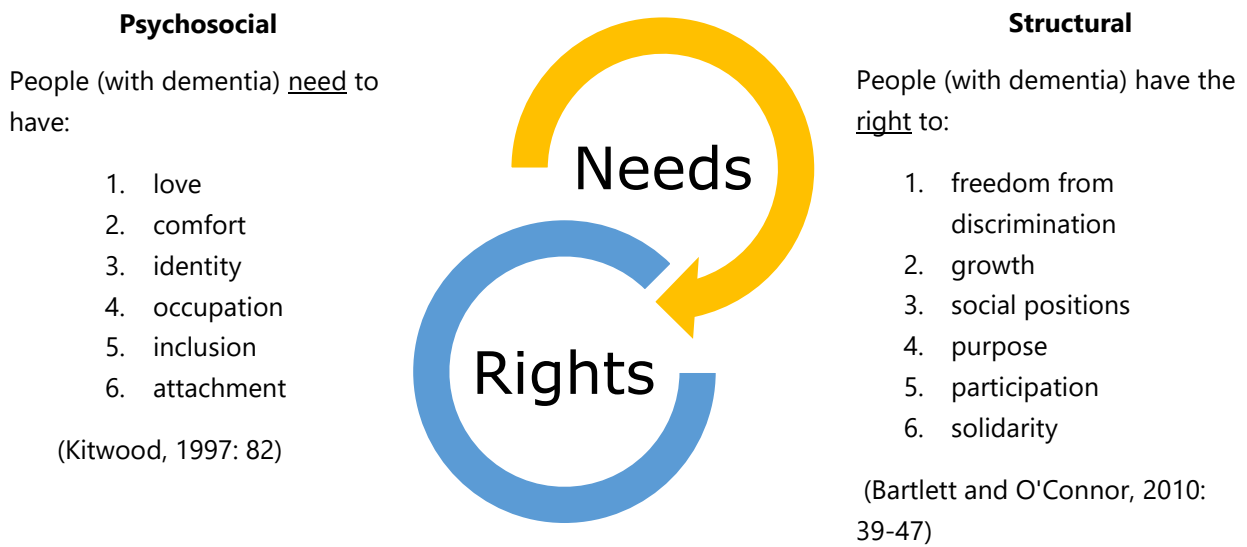 Psychosocial
People (with dementia) need to
have:
1. love
2. comfort
3. identity
4. occupation
5. inclusion
6. attachment
(Kitwood, 1997: 82)
Needs
Rights
Structural
People (with dementia) have the
right to:
1. freedom from
discrimination
2. growth
3. social positions
4. purpose
5. participation
6. solidarity
(Bartlett and O'Connor, 2010:
39-47)